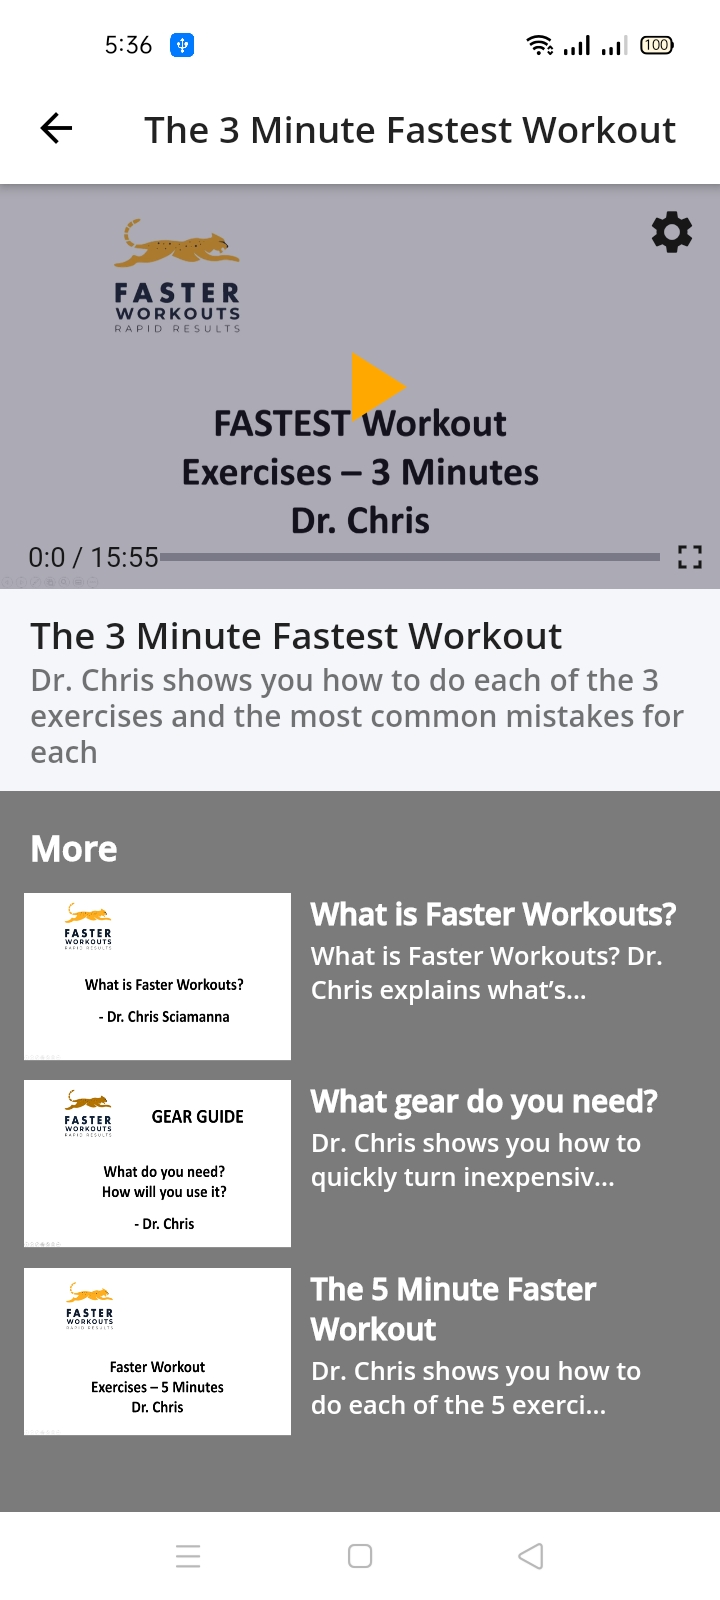 5:36
100
The 3 Minute Fastest Workout
FASTER
WORKOUTS
RAPID RESULTS
FASTEST Workout
Exercises – 3 Minutes
Dr. Chris
0:0 / 15:55
The 3 Minute Fastest Workout
Dr. Chris shows you how to do each of the 3
exercises and the most common mistakes for
each
More
FASTER
WORKOUTS
RAPID RESULTS
What is Faster Workouts?
- Dr. Chris Sciamanna
What is Faster Workouts?
What is Faster Workouts? Dr.
Chris explains what’s...
FASTER
WORKOUTS
RAPID RESULTS
GEAR GUIDE
What do you need?
How will you use it?
- Dr. Chris
What gear do you need?
Dr. Chris shows you how to
quickly turn inexpensiv...
FASTER
WORKOUTS
RAPID RESULTS
Faster Workout
Exercises – 5 Minutes
Dr. Chris
The 5 Minute Faster
Workout
Dr. Chris shows you how to
do each of the 5 exerci...